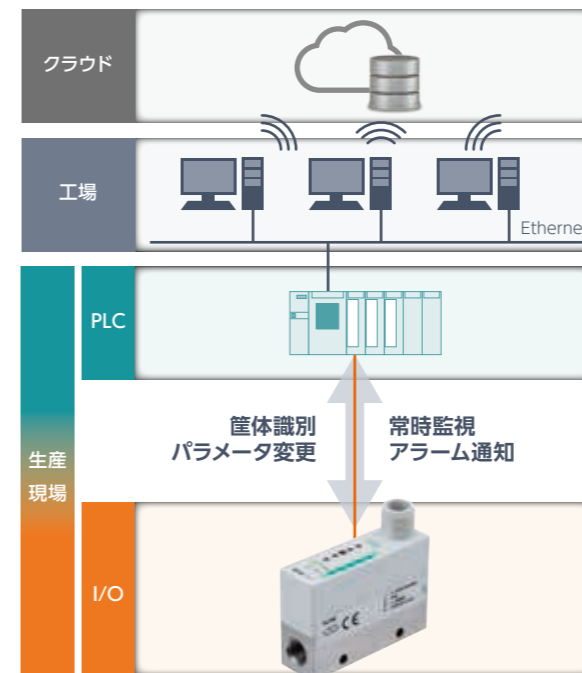 クラウド
工場
Etherne
PLC
筐体識別
パラメータ変更
常時監視
アラーム通知
生産
現場
I/O
CE